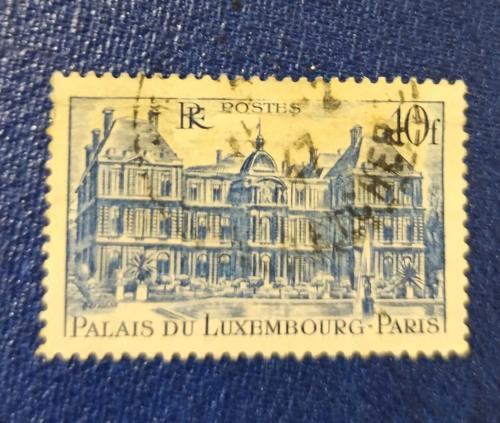 RF POSTES 10f
PALAIS DU LUXEMBOURG-PARIS